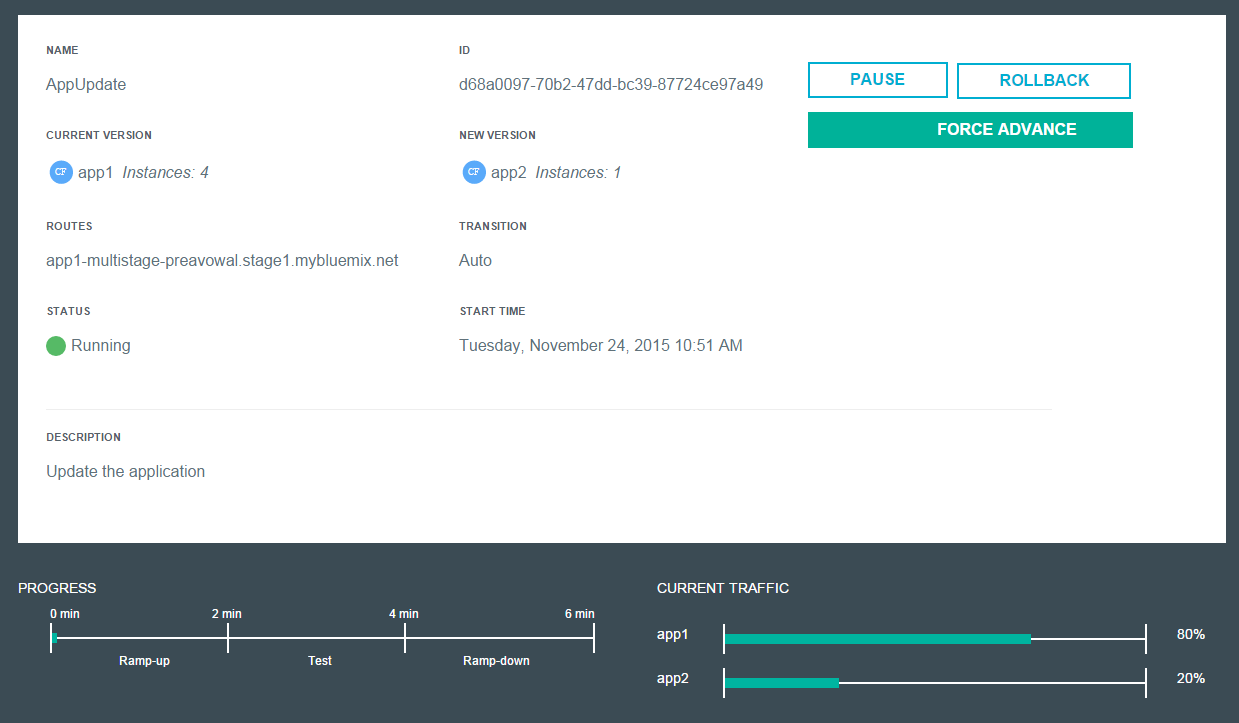 NAME
AppUpdate
ID
d68a0097-70b2-47dd-bc39-87724ce97a49
PAUSE
ROLLBACK
FORCE ADVANCE
CURRENT VERSION
CF app1 Instances: 4
NEW VERSION
CF app2 Instances: 1
ROUTES
app1-multistage-preavowal.stage1.mybluemix.net
TRANSITION
Auto
STATUS
Running
START TIME
Tuesday, November 24, 2015 10:51 AM
DESCRIPTION
Update the application
PROGRESS
0 min 2 min 4 min 6 min
Ramp-up Test Ramp-down
CURRENT TRAFFIC
app1 80%
app2 20%